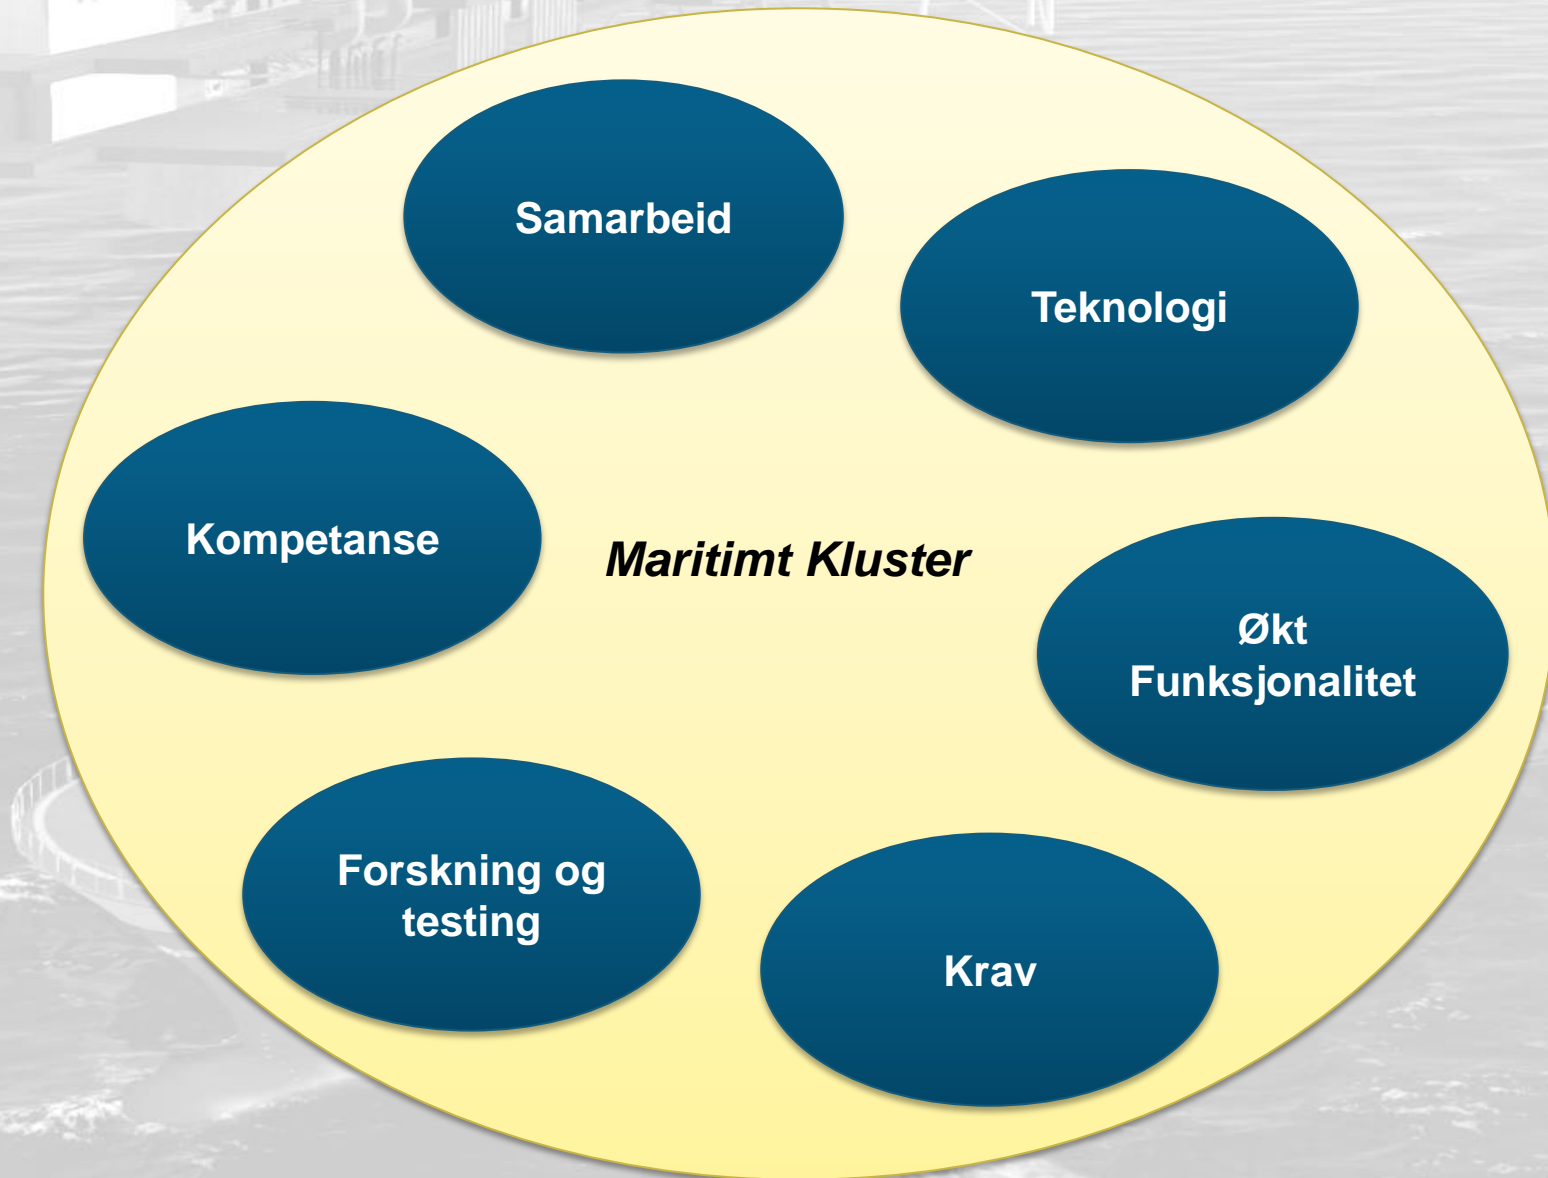 Samarbeid
Teknologi
Kompetanse
Maritimt Kluster
Økt
Funksjonalitet
Forskning og
testing
Krav